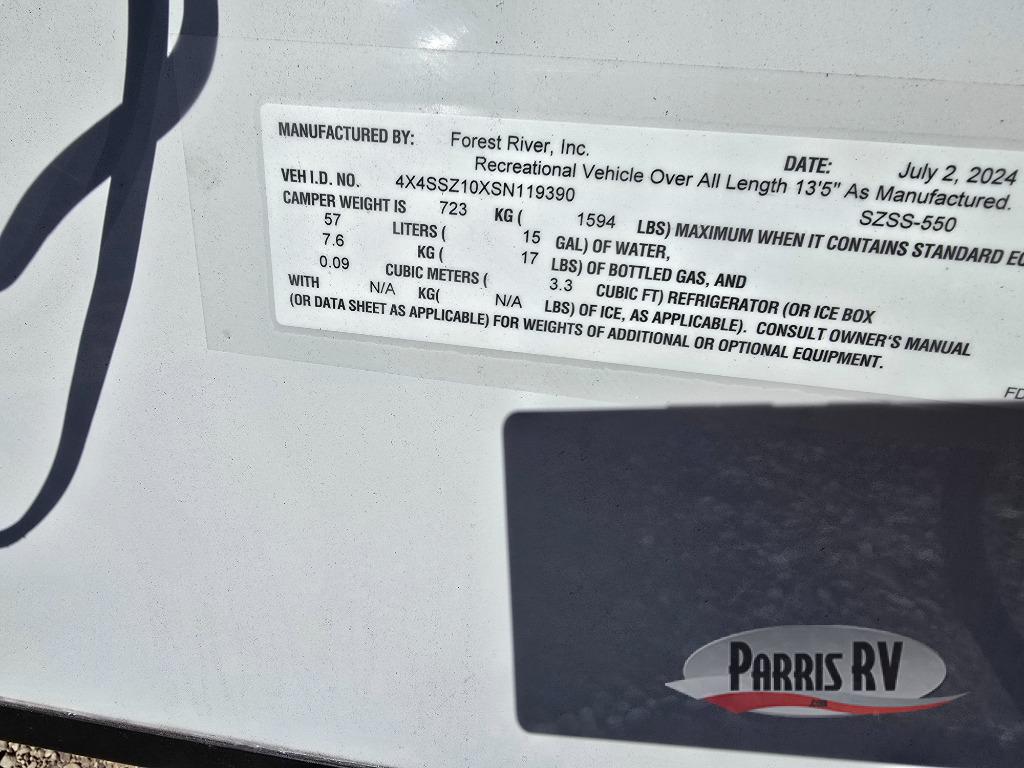 MANUFACTURED BY: Forest River, Inc. DATE: July 2, 2024
Recreational Vehicle Over All Length 13'5" As Manufactured.
VEH I.D. NO. 4X4SSZ10XSN119390 SZSS-550
CAMPER WEIGHT IS 723 KG ( 1594 LBS) MAXIMUM WHEN IT CONTAINS STANDARD
57 LITERS ( 15 GAL) OF WATER,
7.6 KG ( 17 LBS) OF BOTTLED GAS, AND
0.09 CUBIC METERS ( 3.3 CUBIC FT) REFRIGERATOR (OR ICE BOX
WITH N/A KG( N/A LBS) OF ICE, AS APPLICABLE). CONSULT OWNER'S MANUAL
(OR DATA SHEET AS APPLICABLE) FOR WEIGHTS OF ADDITIONAL OR OPTIONAL EQUIPMENT.
PARRIS RV
.com